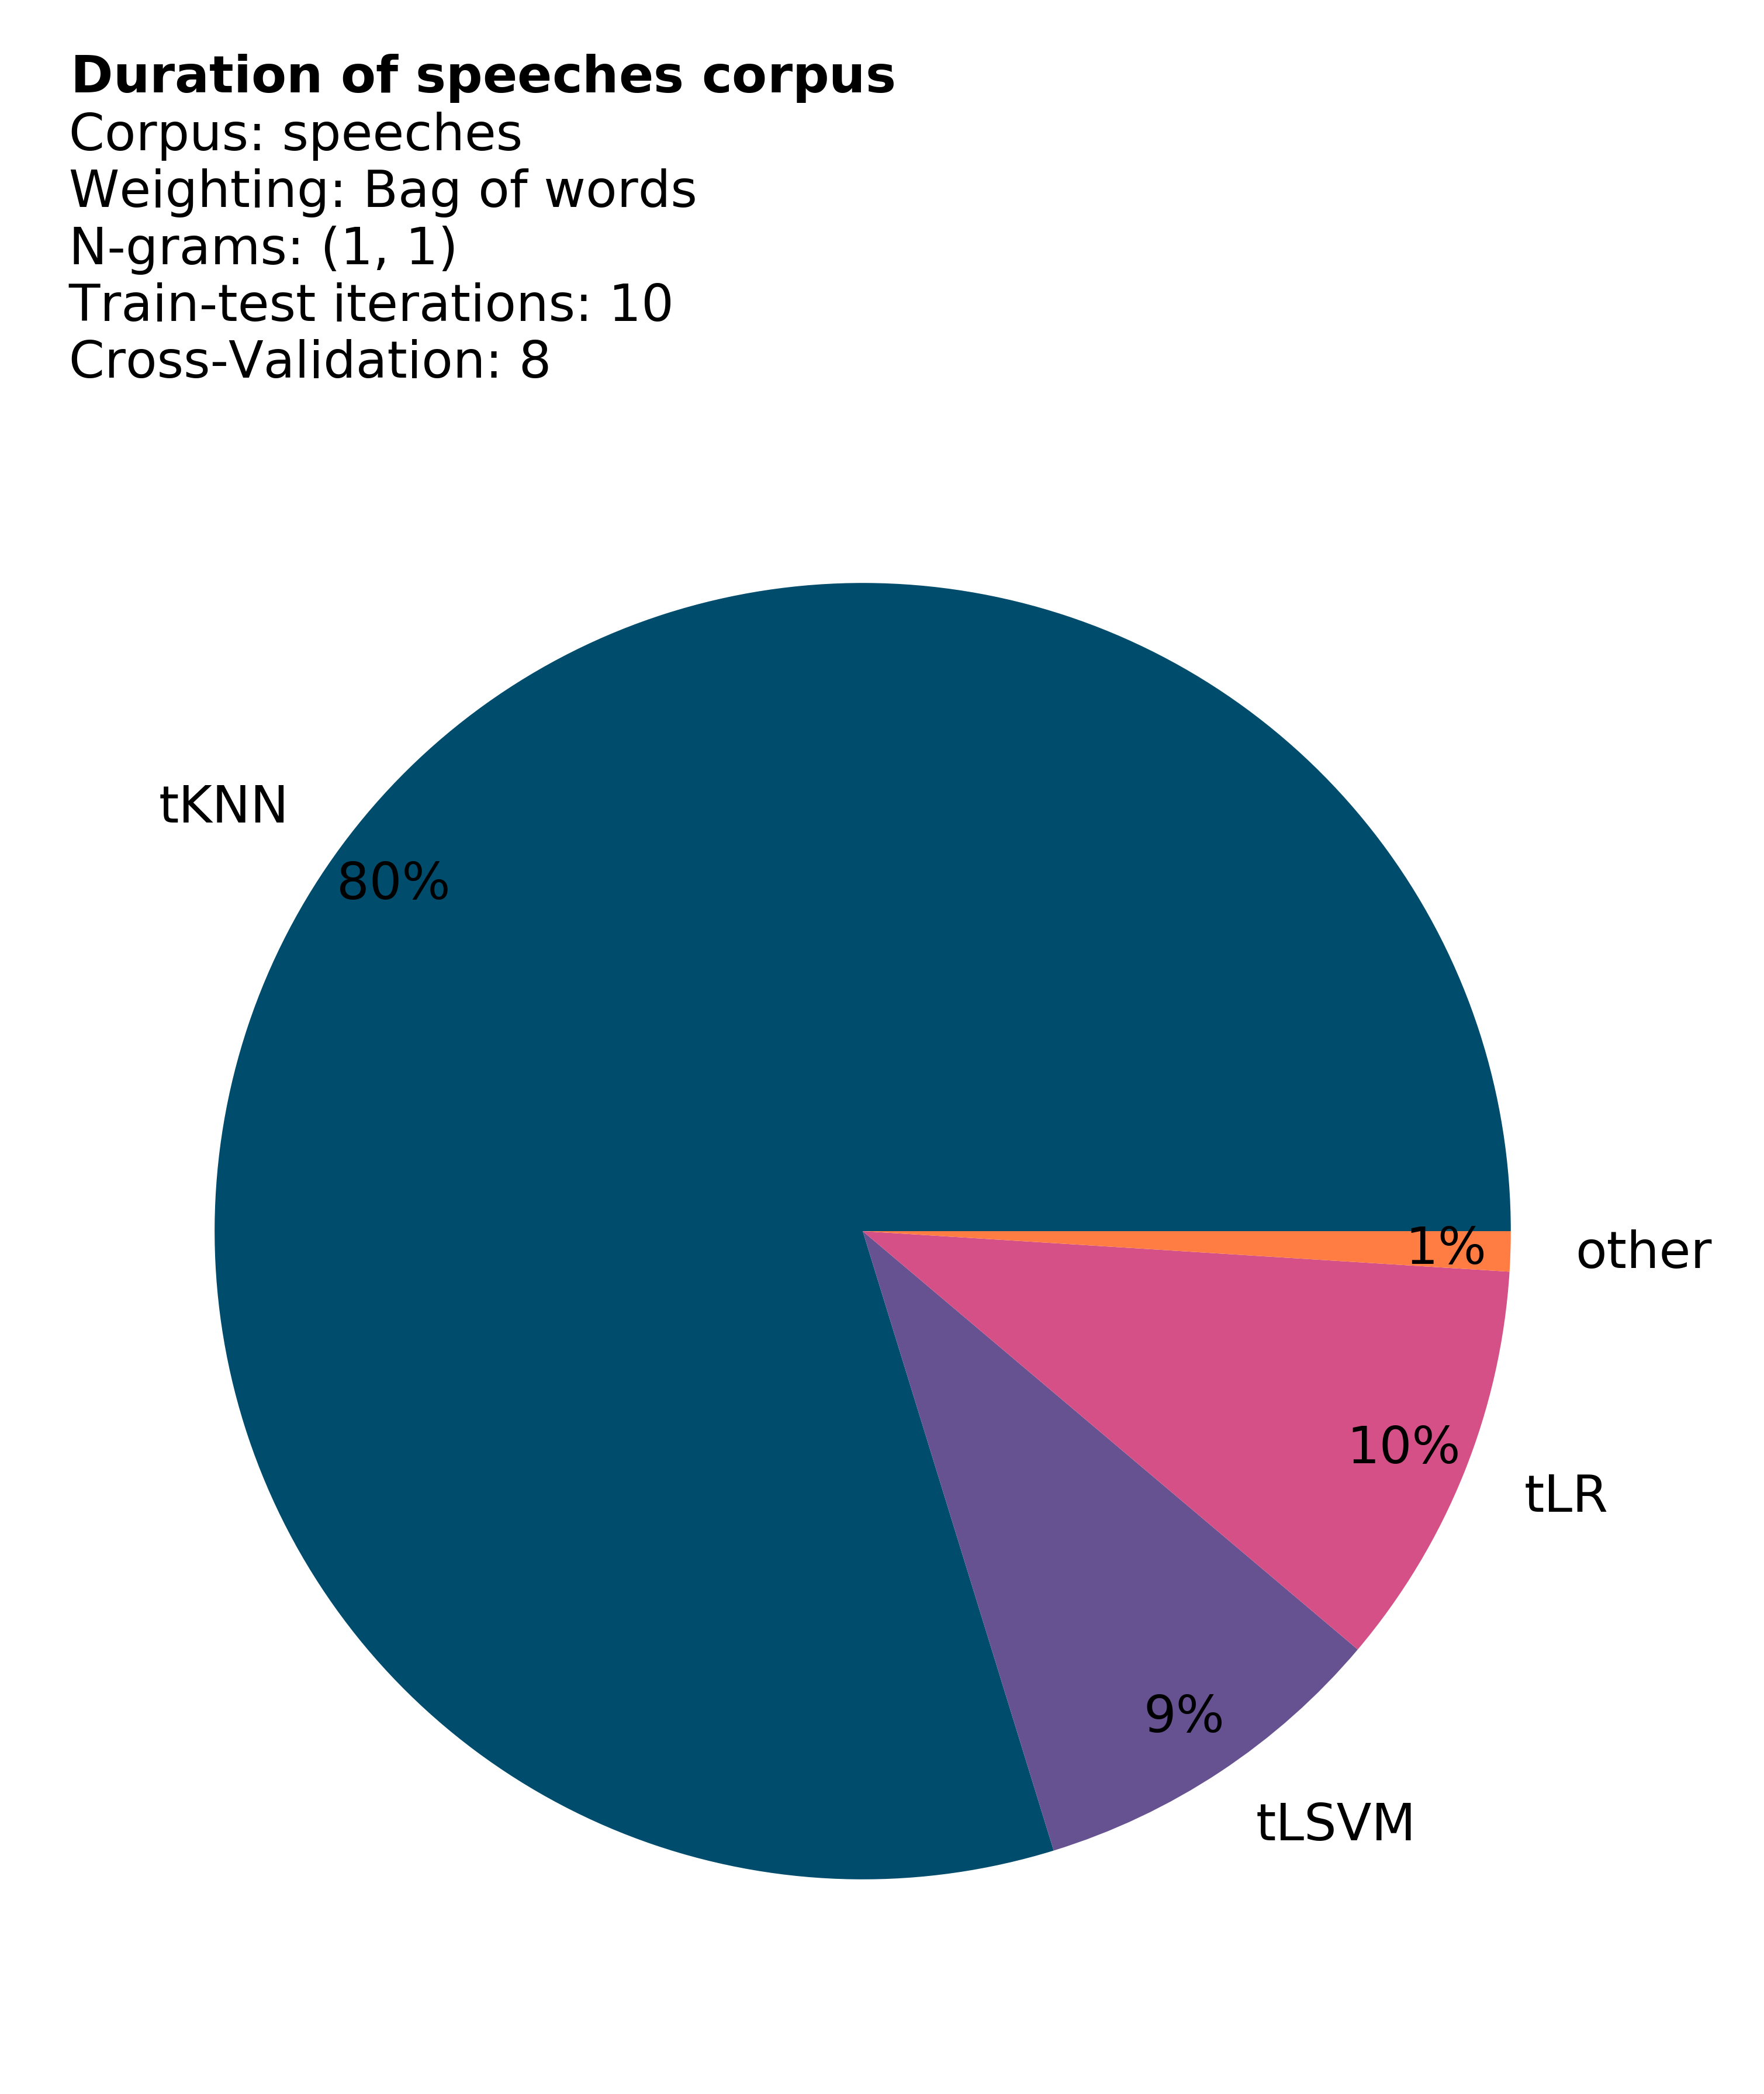 Duration of speeches corpus
Corpus: speeches
Weighting: Bag of words
N-grams: (1, 1)
Train-test iterations: 10
Cross-Validation: 8
tKNN
80%
1%
other
10%
tLR
9%
tLSVM